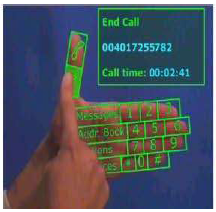 End Call
004017255782
Call time: 00:02:41
Messages 1 2 3
Addr Book 4 5 6
7 8 9
* 0 #